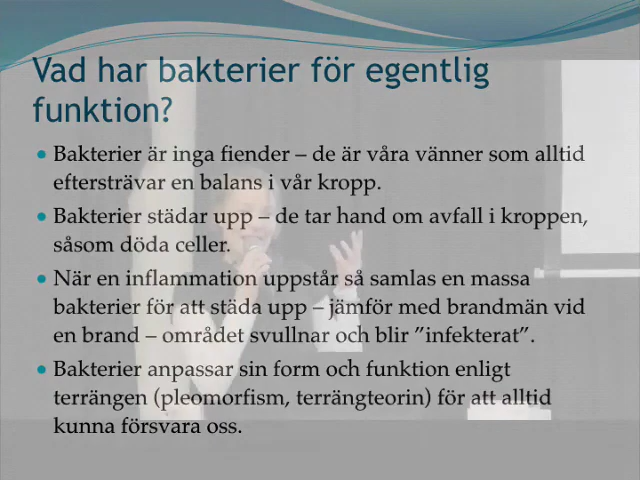 Vad har bakterier för egentlig
funktion?
• Bakterier är inga fiender – de är våra vänner som alltid
eftersträvar en balans i vår kropp.
• Bakterier städar upp – de tar hand om avfall i kroppen,
såsom döda celler.
• När en inflammation uppstår så samlas en massa
bakterier för att städa upp – jämför med brandmän vid
en brand – området svullnar och blir ”infekterat”.
• Bakterier anpassar sin form och funktion enligt
terrängen (pleomorfism, terrängteorin) för att alltid
kunna försvara oss.